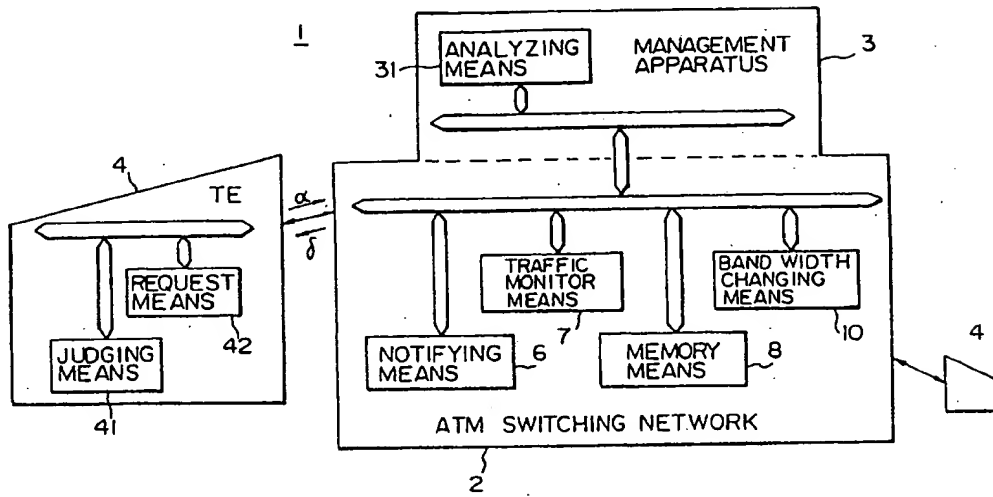 1
ANALYZING
MEANS
31
MANAGEMENT
APPARATUS
3
4
TE
α
δ
REQUEST
MEANS
42
JUDGING
MEANS
41
TRAFFIC
MONITOR
MEANS
7
BAND WIDTH
CHANGING
MEANS
10
NOTIFYING
MEANS
6
MEMORY
MEANS
8
4
ATM SWITCHING NETWORK
2